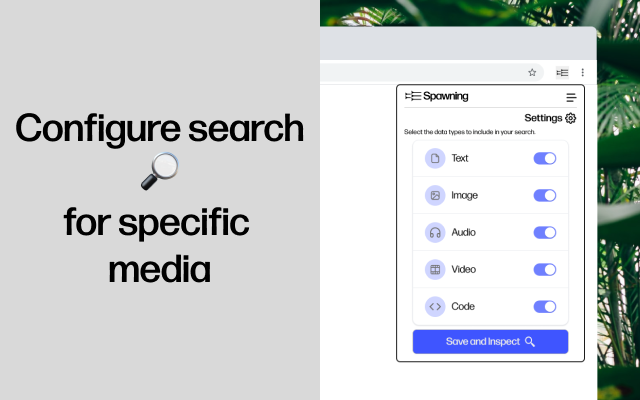 Configure search
for specific
media
Spawning
Settings
Select the data types to include in your search.
Text
Image
Audio
Video
Code
Save and Inspect